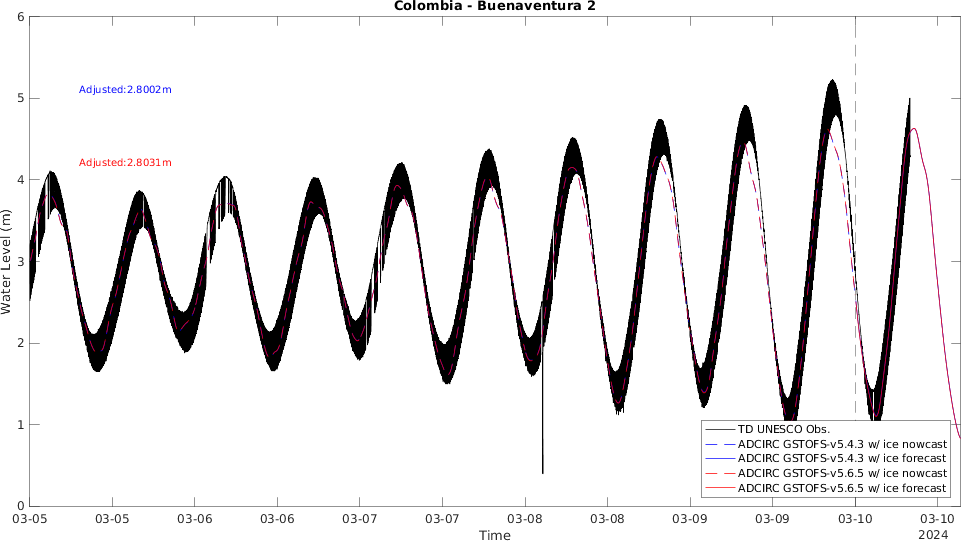 Colombia - Buenaventura 2
6
5
4
3
2
1
0
Water Level (m)
Adjusted:2.8002m
Adjusted:2.8031m
TD UNESCO Obs.
ADCIRC GSTOFS-v5.4.3 w/ ice nowcast
ADCIRC GSTOFS-v5.4.3 w/ ice forecast
ADCIRC GSTOFS-v5.6.5 w/ ice nowcast
ADCIRC GSTOFS-v5.6.5 w/ ice forecast
03-05 03-05 03-06 03-06 03-07 03-07 03-08 03-08 03-09 03-09 03-10 03-10
2024
Time